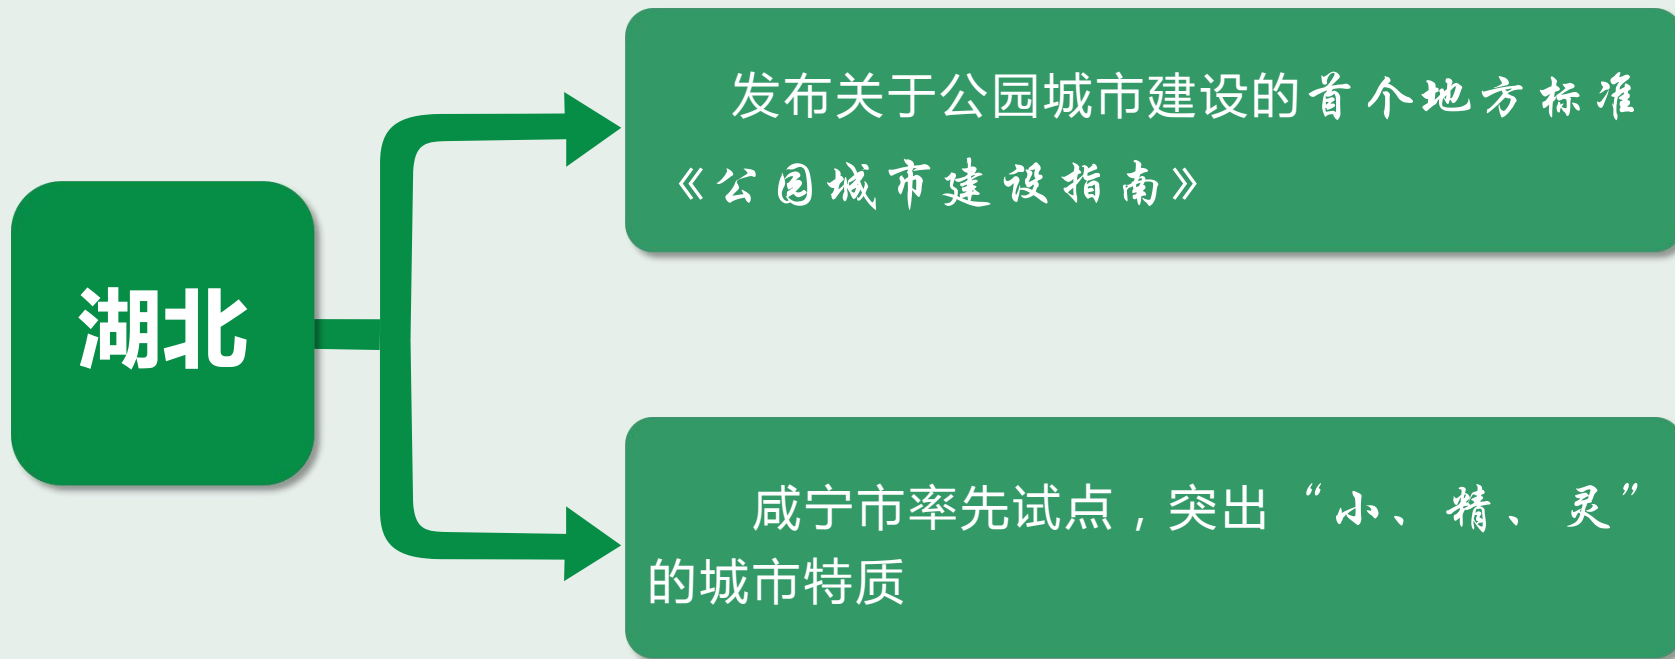 湖北
发布关于公园城市建设的首个地方标准
《公园城市建设指南》
咸宁市率先试点，突出“小、精、灵”
的城市特质